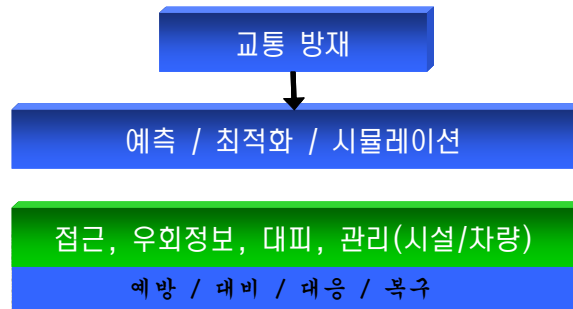 교통 방재
예측 / 최적화 / 시뮬레이션
접근, 우회정보, 대피, 관리(시설/차량)
예방 / 대비 / 대응 / 복구